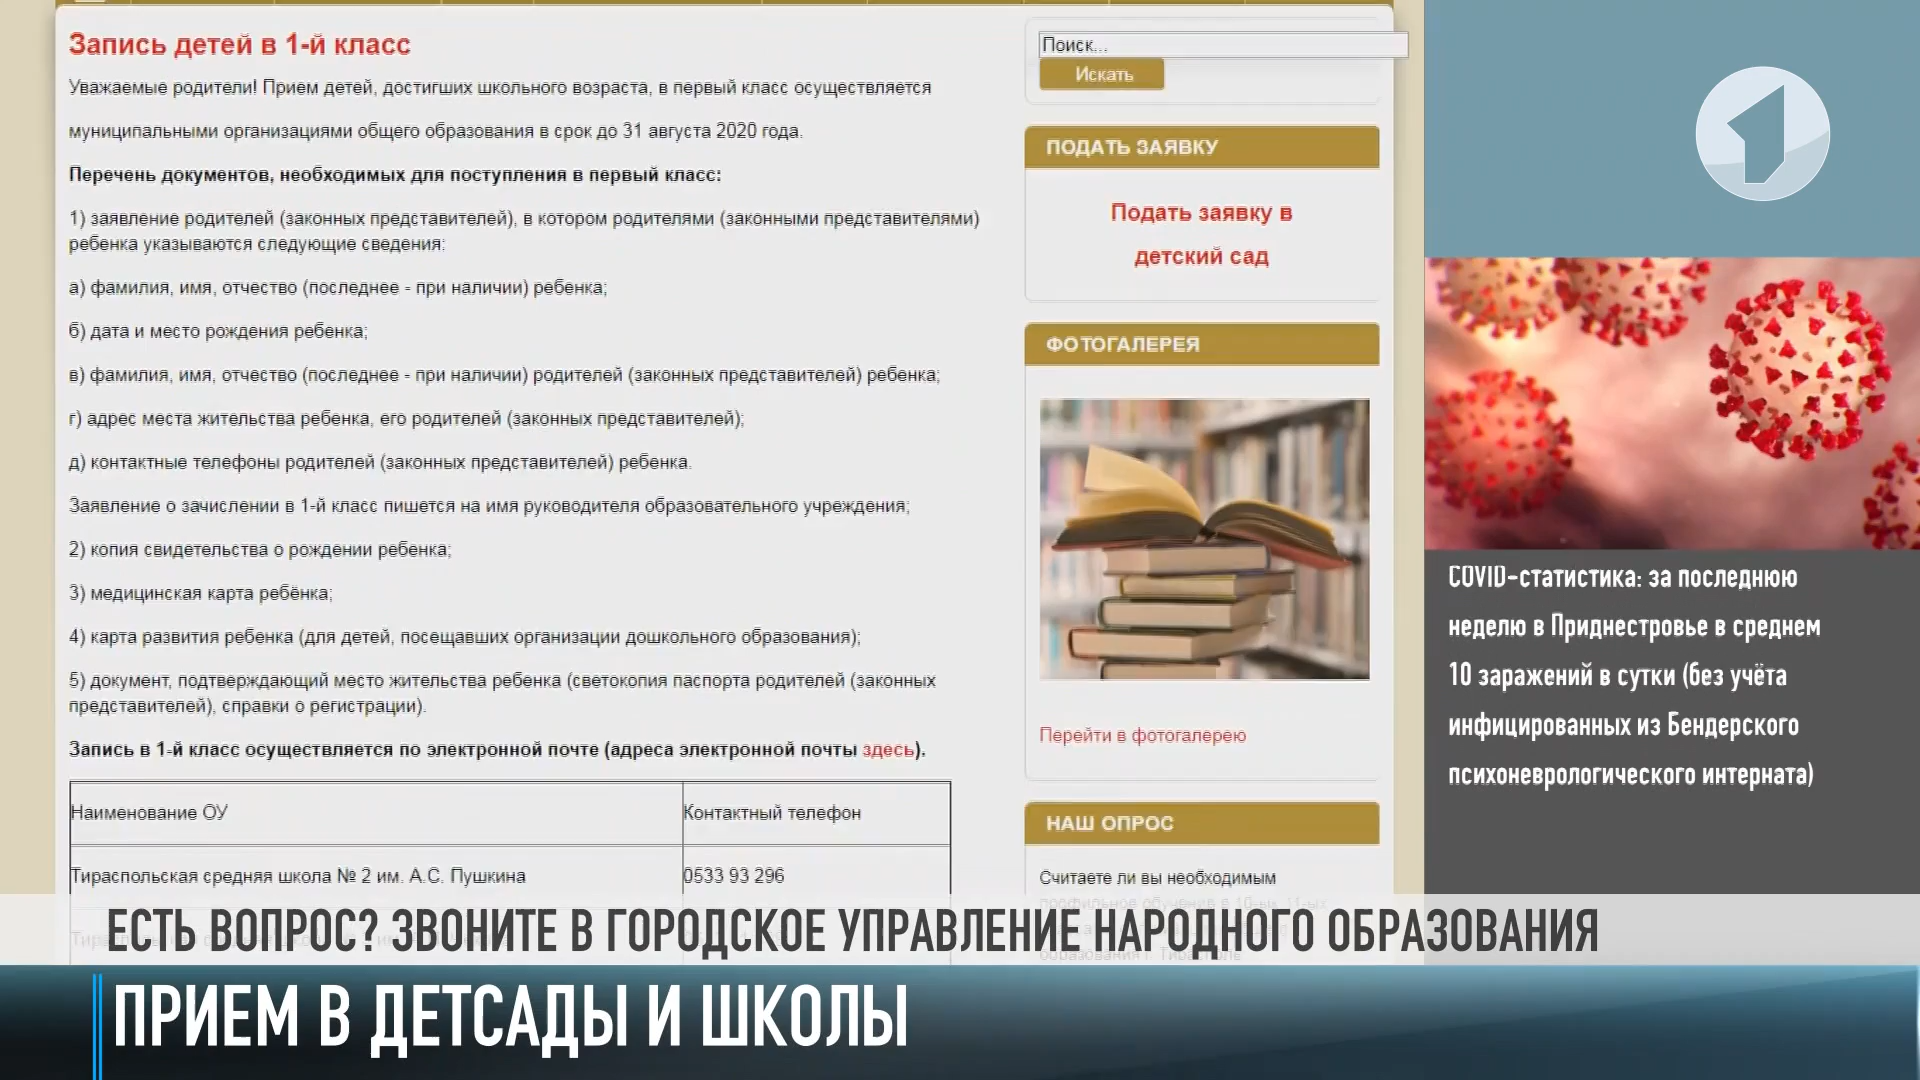 Запись детей в 1-й класс
Уважаемые родители! Прием детей, достигших школьного возраста, в первый класс осуществляется
муниципальными организациями общего образования в срок до 31 августа 2020 года.
Перечень документов, необходимых для поступления в первый класс:
1) заявление родителей (законных представителей), в котором родителями (законными представителями)
ребенка указываются следующие сведения:
а) фамилия, имя, отчество (последнее - при наличии) ребенка;
б) дата и место рождения ребенка;
в) фамилия, имя, отчество (последнее - при наличии) родителей (законных представителей) ребенка;
г) адрес места жительства ребенка, его родителей (законных представителей);
д) контактные телефоны родителей (законных представителей) ребенка.
Заявление о зачислении в 1-й класс пишется на имя руководителя образовательного учреждения;
2) копия свидетельства о рождении ребенка;
3) медицинская карта ребёнка;
4) карта развития ребенка (для детей, посещавших организации дошкольного образования);
5) документ, подтверждающий место жительства ребенка (светокопия паспорта родителей (законных
представителей), справки о регистрации).
Запись в 1-й класс осуществляется по электронной почте (адреса электронной почты здесь).
Наименование ОУ Контактный телефон
Тираспольская средняя школа № 2 им. А.С. Пушкина 0533 93 296
Поиск...
Искать
ПОДАТЬ ЗАЯВКУ
Подать заявку в
детский сад
ФОТОГАЛЕРЕЯ
Перейти в фотогалерею
НАШ ОПРОС
Считаете ли вы необходимым
профильное обучение в 10-ых, 11-ых
COVID-статистика: за последнюю
неделю в Приднестровье в среднем
10 заражений в сутки (без учёта
инфицированных из Бендерского
психоневрологического интерната)
ЕСТЬ ВОПРОС? ЗВОНИТЕ В ГОРОДСКОЕ УПРАВЛЕНИЕ НАРОДНОГО ОБРАЗОВАНИЯ
ПРИЕМ В ДЕТСАДЫ И ШКОЛЫ